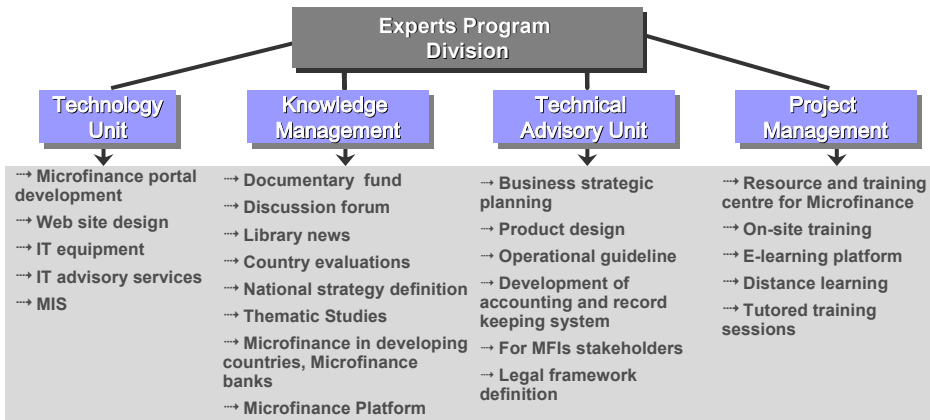 Experts Program
Division
Technology
Unit
⤏ Microfinance portal
development
⤏ Web site design
⤏ IT equipment
⤏ IT advisory services
⤏ MIS
Knowledge
Management
⤏ Documentary fund
⤏ Discussion forum
⤏ Library news
⤏ Country evaluations
⤏ National strategy definition
⤏ Thematic Studies
⤏ Microfinance in developing
countries, Microfinance
banks
⤏ Microfinance Platform
Technical
Advisory Unit
⤏ Business strategic
planning
⤏ Product design
⤏ Operational guideline
⤏ Development of
accounting and record
keeping system
⤏ For MFIs stakeholders
⤏ Legal framework
definition
Project
Management
⤏ Resource and training
centre for Microfinance
⤏ On-site training
⤏ E-learning platform
⤏ Distance learning
⤏ Tutored training
sessions